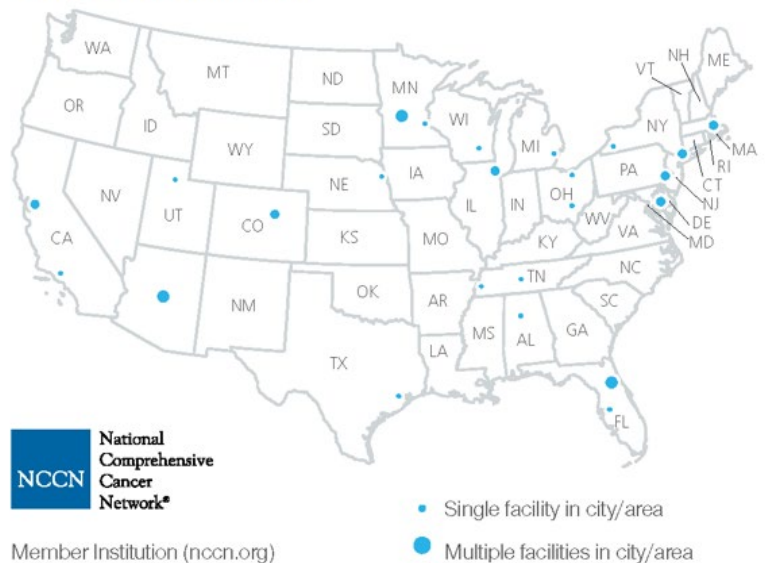 WA
MT
ND
MN
VT
NH
ME
OR
ID
SD
WI
MI
NY
WY
MA
RI
CT
NJ
DE
MD
NE
IA
PA
NV
UT
CO
IL
IN
OH
WV
VA
CA
KS
MO
KY
NC
NM
OK
AR
TN
SC
TX
LA
MS
AL
GA
FL
NCCN
National
Comprehensive
Cancer
Network®
Single facility in city/area
Member Institution (nccn.org)
Multiple facilities in city/area